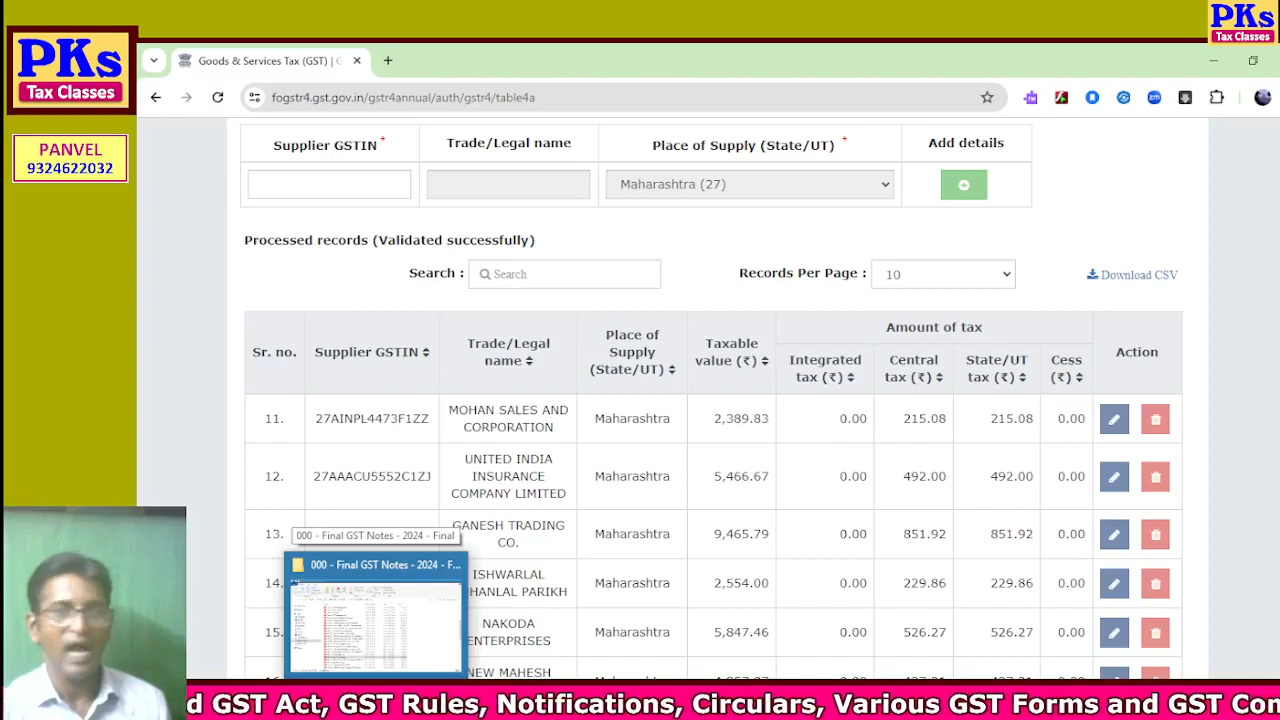 PKs
Tax Classes
PKs
Tax Classes
PANVEL
9324622032
Goods & Services Tax (GST) | G
fogstr4.gst.gov.in/gstr4annual/auth/gstr4/table4a
Supplier GSTIN *
Trade/Legal name
Place of Supply (State/UT) *
Add details
Maharashtra (27)
Processed records (Validated successfully)
Search :
Search
Records Per Page :
10
Download CSV
Sr. no.
Supplier GSTIN
Trade/Legal
name
Place of
Supply
(State/UT)
Taxable
value (₹)
Amount of tax
Integrated
tax (₹)
Central
tax (₹)
State/UT
tax (₹)
Cess
(₹)
Action
11. 27AINPL4473F1ZZ MOHAN SALES AND Maharashtra 2,389.83 0.00 215.08 215.08 0.00
CORPORATION
UNITED INDIA
12. 27AAACU5552C1ZJ INSURANCE Maharashtra 5,466.67 0.00 492.00 492.00 0.00
COMPANY LIMITED
13. GANESH TRADING Maharashtra 9,465.79 0.00 851.92 851.92 0.00
CO.
000 - Final GST Notes - 2024 - Final
000 - Final GST Notes - 2024 - F...
14. ISHWARLAL Maharashtra 2,554.00 0.00 229.86 229.86 0.00
HANLAL PARIKH
15. NAKODA Maharashtra 0.00 0.00
ENTERPRISES
NEW MAHESH
d GST Act, GST Rules, Notifications, Circulars, Various GST Forms and GST Con